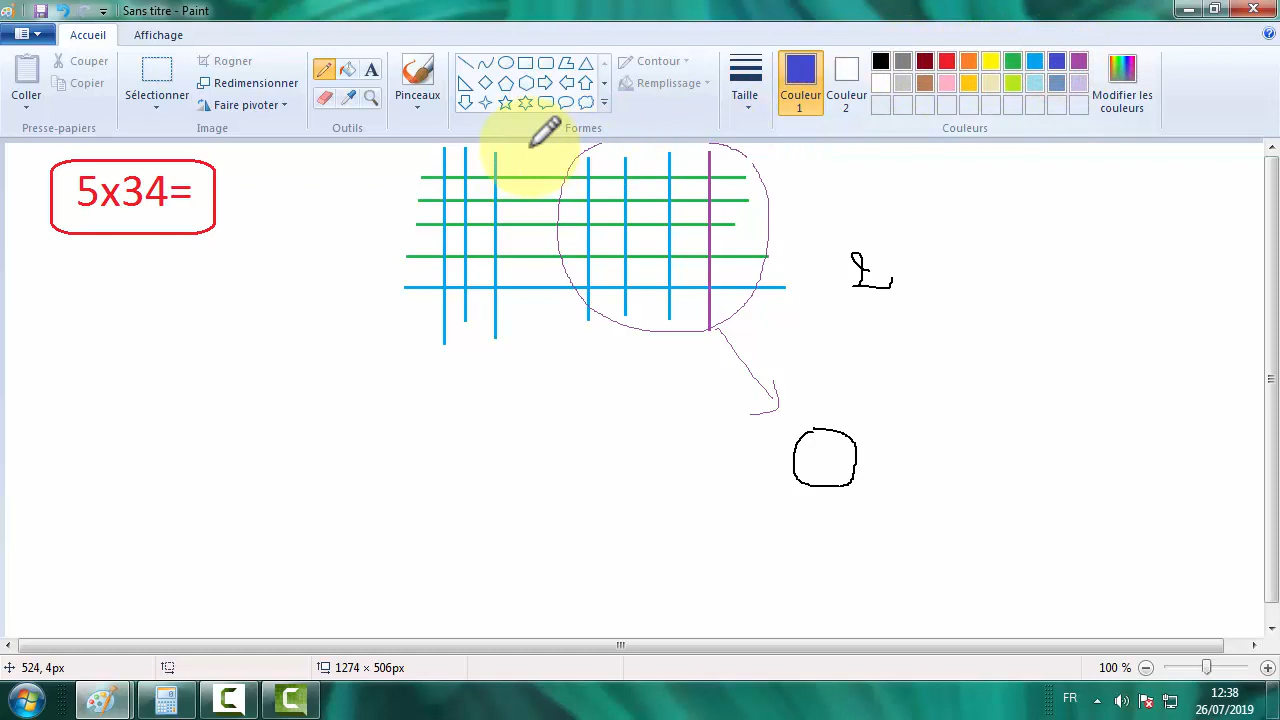 Sans titre - Paint
Accueil
Affichage
Coller
Couper
Copier
Presse-papiers
Sélectionner
Rogner
Redimensionner
Faire pivoter
Image
Outils
Pinceaux
Contour
Remplissage
Formes
Taille
Couleur 1
Couleur 2
Modifier les couleurs
Couleurs
5x34=
524, 4px
1274 × 506px
100 %
FR
12:38
26/07/2019